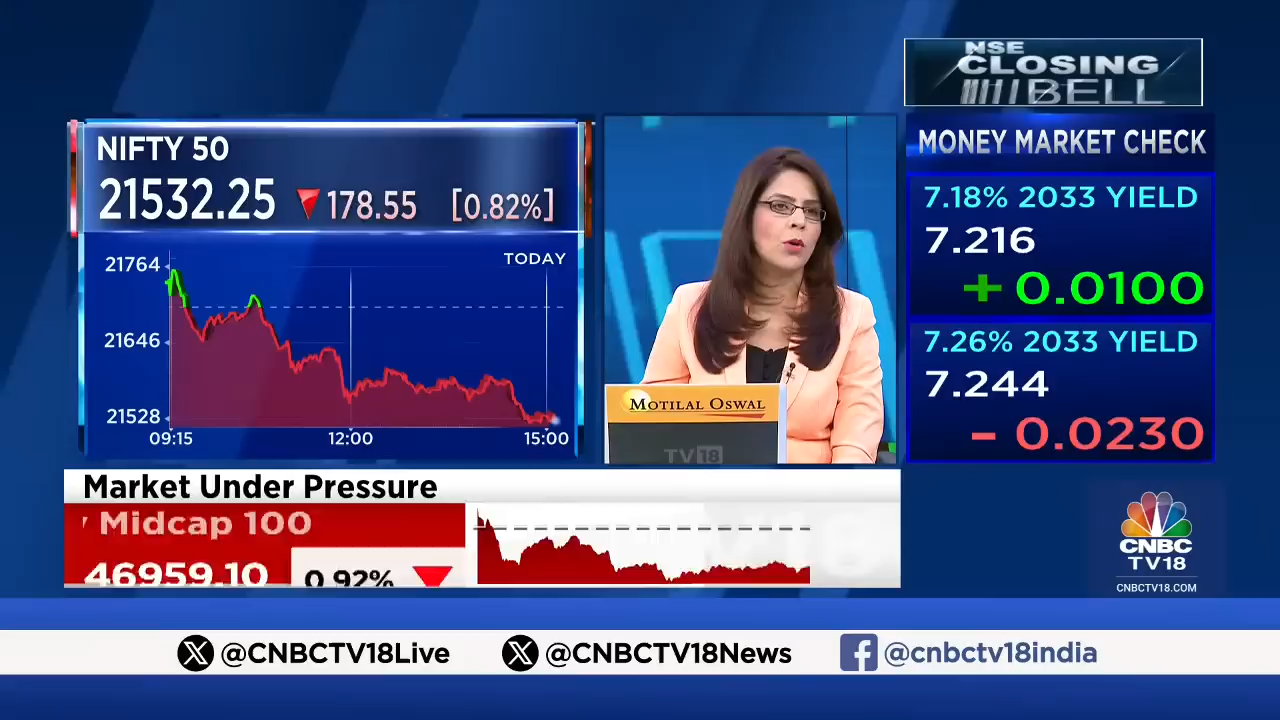 NSE
CLOSING
BELL
NIFTY 50
21532.25 178.55 [0.82%]
TODAY
21764
21646
21528
09:15 12:00 15:00
MOTILAL OSWAL
TV18
MONEY MARKET CHECK
7.18% 2033 YIELD
7.216
+ 0.0100
7.26% 2033 YIELD
7.244
- 0.0230
Market Under Pressure
Midcap 100
46959.10 0.92%
CNBC
TV18
CNBCTV18.COM
@CNBCTV18Live @CNBCTV18News @cnbctv18india